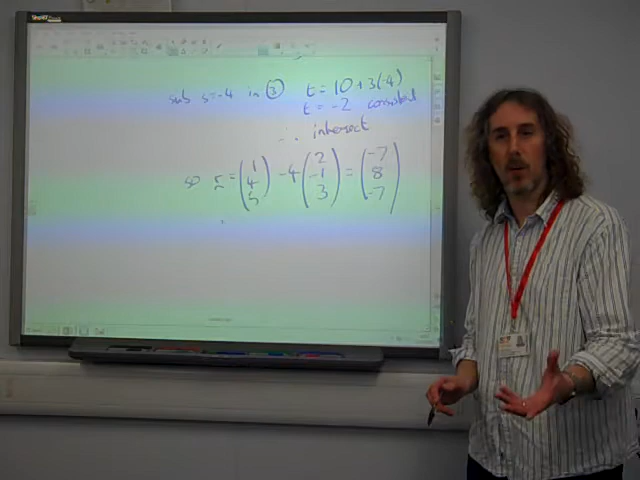 sub s=-4 in ③ t = 10+3(-4)
t = -2 consistent
∴ intersect
so r = (1 4 5) -4 (2 -1 3) = (-7 8 -7)